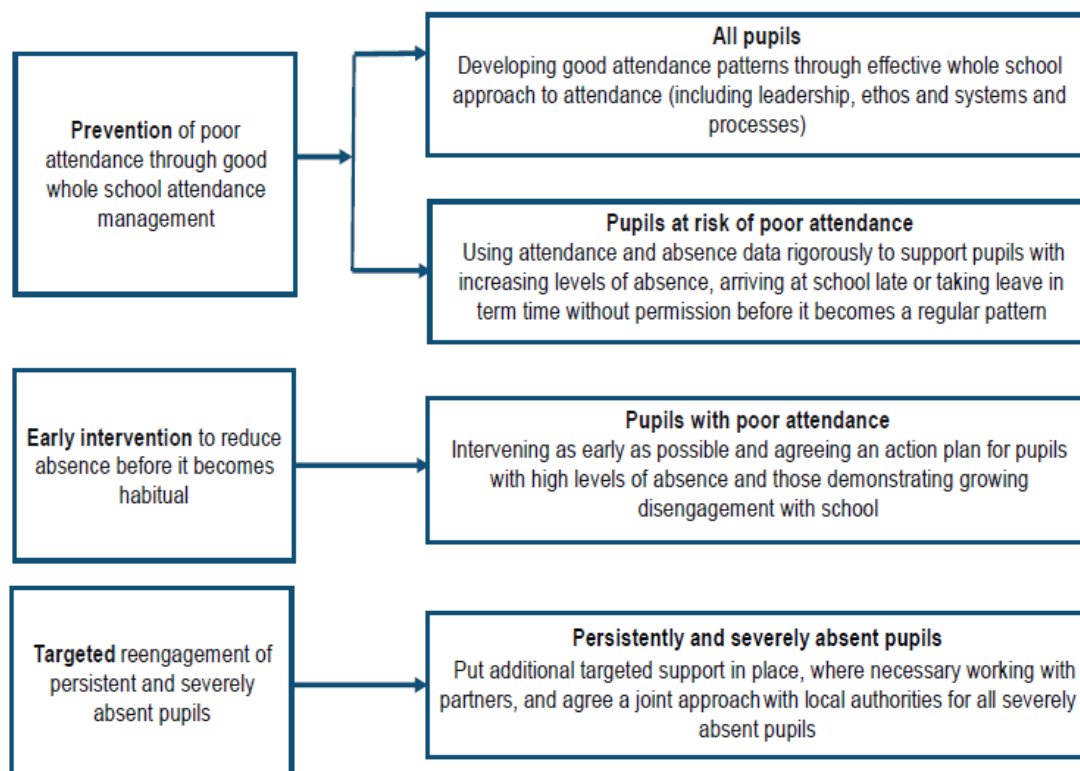 Prevention of poor
attendance through good
whole school attendance
management
All pupils
Developing good attendance patterns through effective whole school
approach to attendance (including leadership, ethos and systems and
processes)
Pupils at risk of poor attendance
Using attendance and absence data rigorously to support pupils with
increasing levels of absence, arriving at school late or taking leave in
term time without permission before it becomes a regular pattern
Early intervention to reduce
absence before it becomes
habitual
Pupils with poor attendance
Intervening as early as possible and agreeing an action plan for pupils
with high levels of absence and those demonstrating growing
disengagement with school
Targeted reengagement of
persistent and severely
absent pupils
Persistently and severely absent pupils
Put additional targeted support in place, where necessary working with
partners, and agree a joint approach with local authorities for all severely
absent pupils